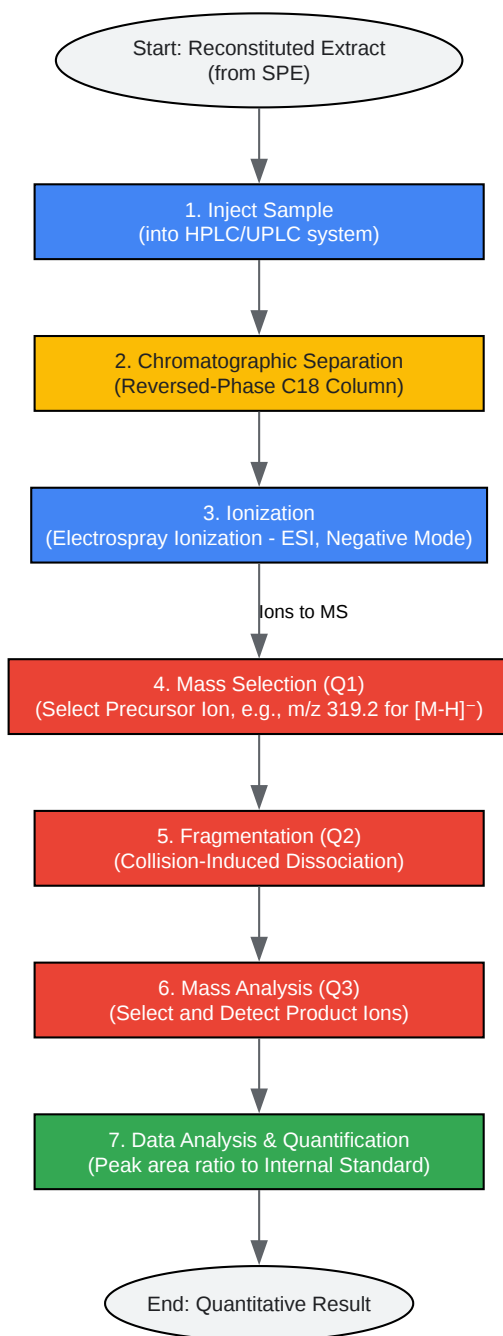 Start: Reconstituted Extract
(from SPE)
1. Inject Sample
(into HPLC/UPLC system)
2. Chromatographic Separation
(Reversed-Phase C18 Column)
3. Ionization
(Electrospray Ionization - ESI, Negative Mode)
Ions to MS
4. Mass Selection (Q1)
(Select Precursor Ion, e.g., m/z 319.2 for [M-H]⁻)
5. Fragmentation (Q2)
(Collision-Induced Dissociation)
6. Mass Analysis (Q3)
(Select and Detect Product Ions)
7. Data Analysis & Quantification
(Peak area ratio to Internal Standard)
End: Quantitative Result